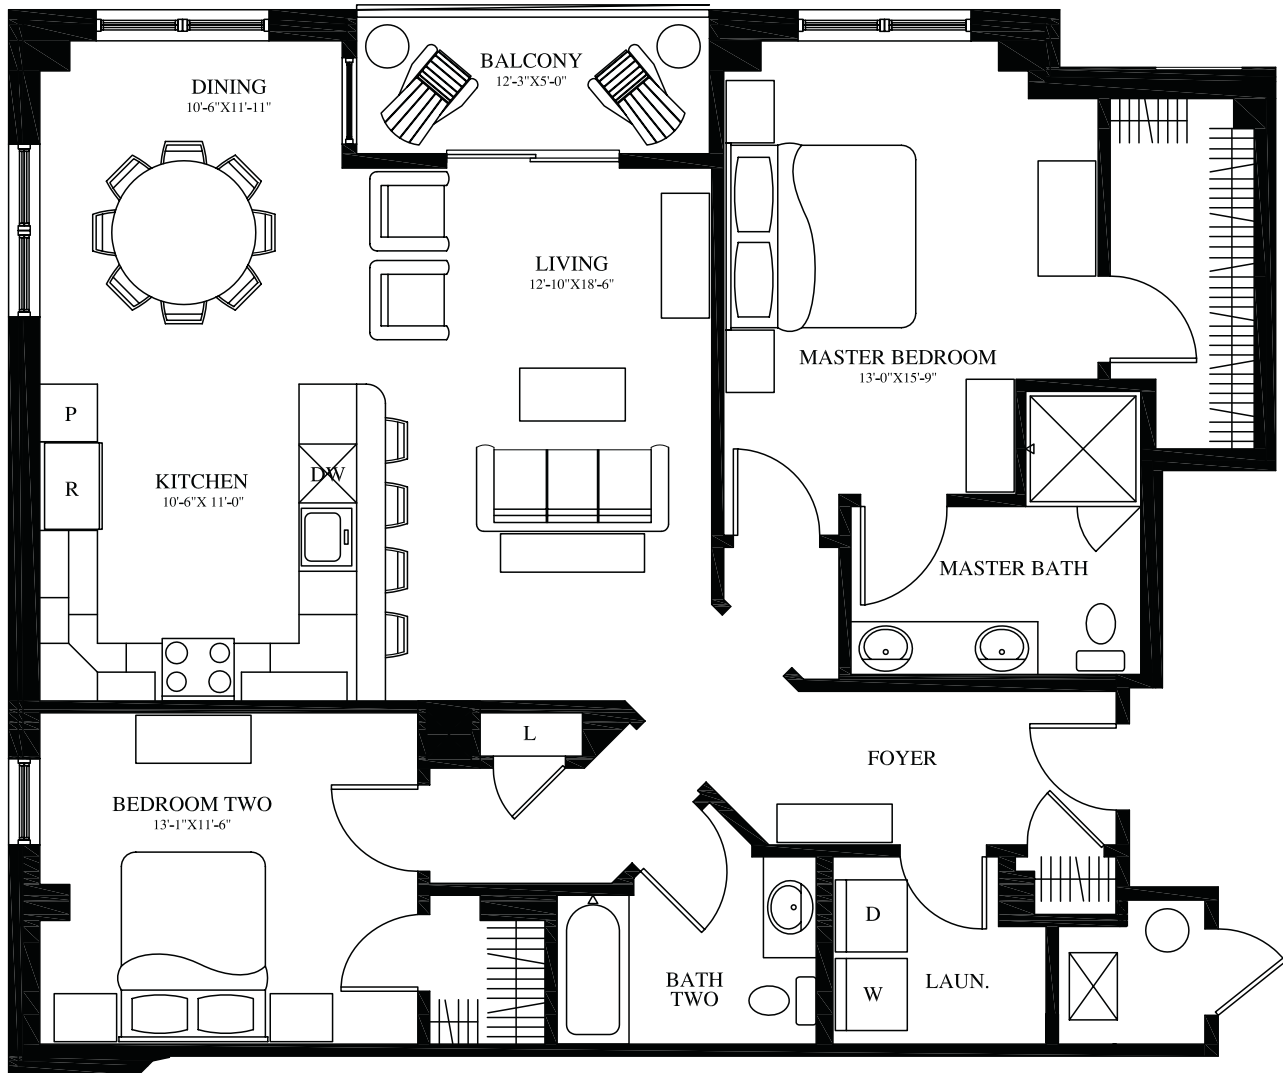 BALCONY
12'-3"X5'-0"
DINING
10'-6"X11'-11"
LIVING
12'-10"X18'-6"
MASTER BEDROOM
13'-0"X15'-9"
P
R
KITCHEN
10'-6"X 11'-0"
DW
MASTER BATH
L
FOYER
BEDROOM TWO
13'-1"X11'-6"
D
W
LAUN.
BATH
TWO